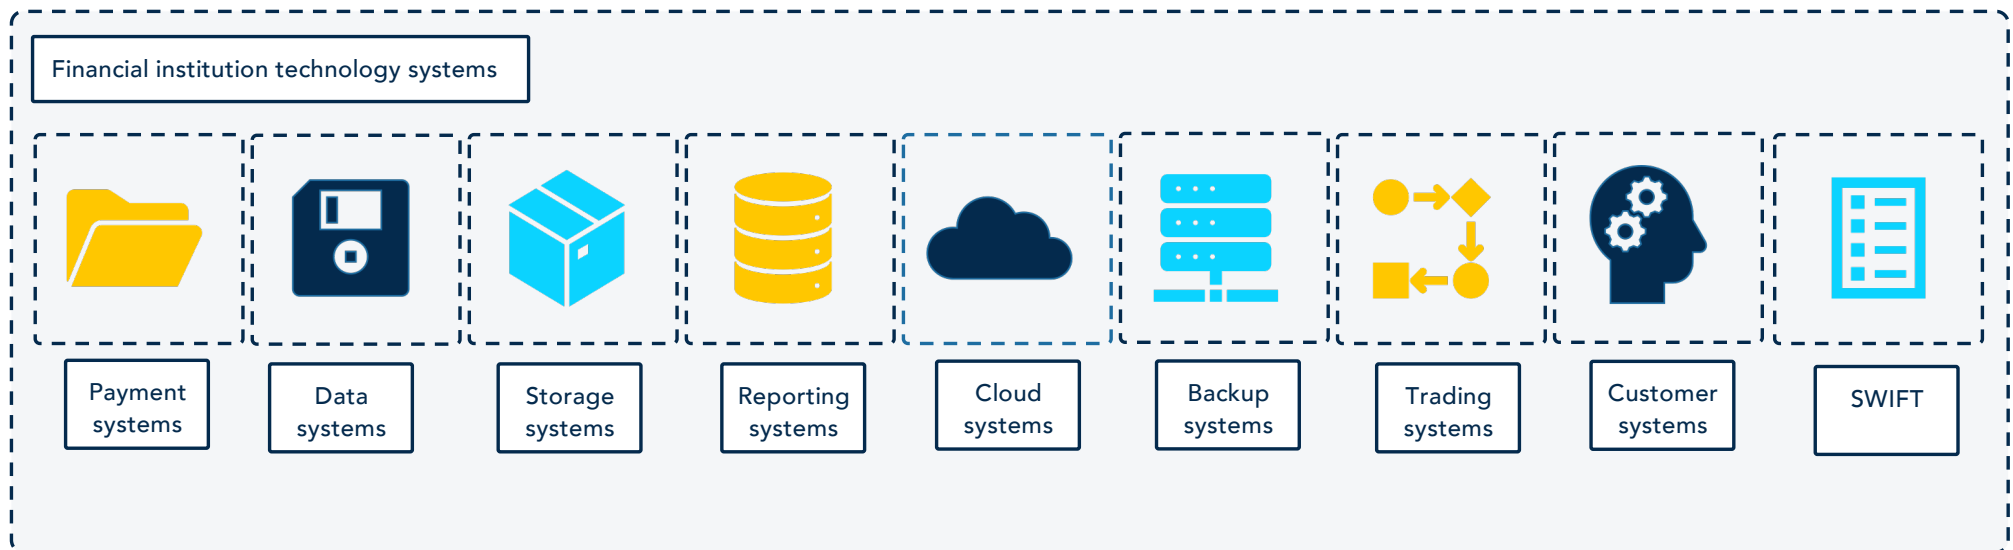 Financial institution technology systems
Payment
systems
Data
systems
Storage
systems
Reporting
systems
Cloud
systems
Backup
systems
Trading
systems
Customer
systems
SWIFT